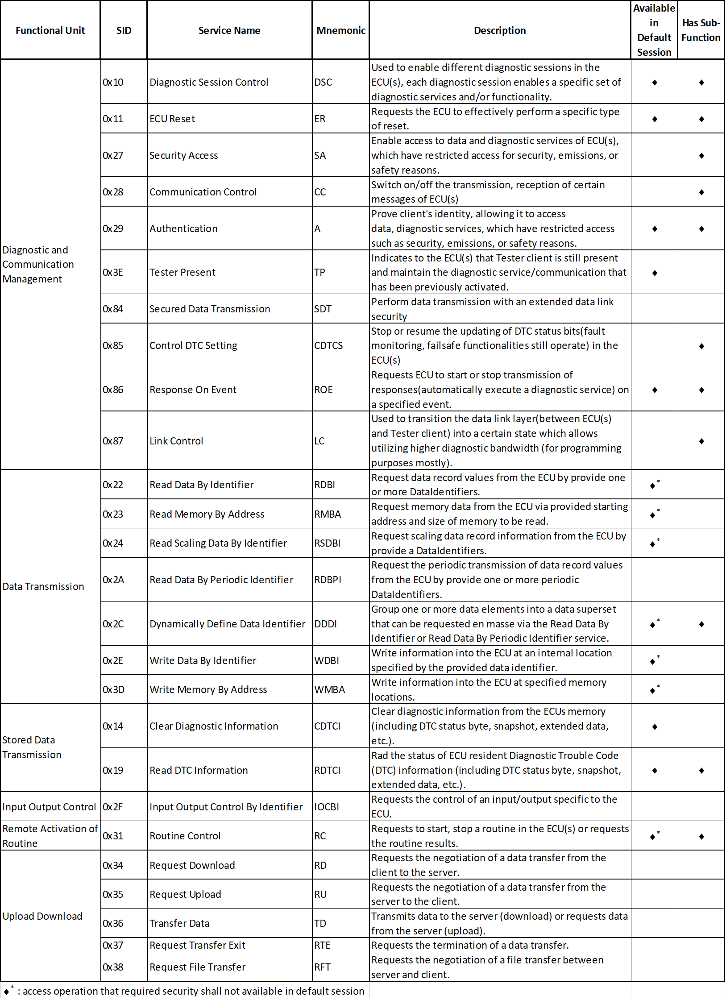 Functional Unit
SID
Service Name
Mnemonic
Description
Available
in
Default
Session
Has Sub-
Function
Diagnostic and
Communication
Management
0x10
Diagnostic Session Control
DSC
Used to enable different diagnostic sessions in the
ECU(s), each diagnostic session enables a specific set of
diagnostic services and/or functionality.
♦
♦
0x11
ECU Reset
ER
Requests the ECU to effectively perform a specific type
of reset.
♦
♦
0x27
Security Access
SA
Enable access to data and diagnostic services of ECU(s),
which have restricted access for security, emissions, or
safety reasons.
♦
0x28
Communication Control
CC
Switch on/off the transmission, reception of certain
messages of ECU(s)
♦
0x29
Authentication
A
Prove client's identity, allowing it to access
data, diagnostic services, which have restricted access
such as security, emissions, or safety reasons.
♦
♦
0x3E
Tester Present
TP
Indicates to the ECU(s) that Tester client is still present
and maintain the diagnostic service/communication that
has been previously activated.
♦
0x84
Secured Data Transmission
SDT
Perform data transmission with an extended data link
security
0x85
Control DTC Setting
CDTCS
Stop or resume the updating of DTC status bits(fault
monitoring, failsafe functionalities still operate) in the
ECU(s)
♦
0x86
Response On Event
ROE
Requests ECU to start or stop transmission of
responses(automatically execute a diagnostic service) on
a specified event.
♦
♦
0x87
Link Control
LC
Used to transition the data link layer(between ECU(s)
and Tester client) into a certain state which allows
utilizing higher diagnostic bandwidth (for programming
purposes mostly).
♦
Data Transmission
0x22
Read Data By Identifier
RDBI
Request data record values from the ECU by provide one
or more DataIdentifiers.
♦*
0x23
Read Memory By Address
RMBA
Request memory data from the ECU via provided starting
address and size of memory to be read.
♦*
0x24
Read Scaling Data By Identifier
RSDBI
Request scaling data record information from the ECU by
provide a DataIdentifiers.
♦*
0x2A
Read Data By Periodic Identifier
RDBPI
Request the periodic transmission of data record values
from the ECU by provide one or more periodic
DataIdentifiers.
0x2C
Dynamically Define Data Identifier
DDDI
Group one or more data elements into a data superset
that can be requested en masse via the Read Data By
Identifier or Read Data By Periodic Identifier service.
♦*
♦
0x2E
Write Data By Identifier
WDBI
Write information into the ECU at an internal location
specified by the provided data identifier.
♦*
0x3D
Write Memory By Address
WMBA
Write information into the ECU at specified memory
locations.
♦*
Stored Data
Transmission
0x14
Clear Diagnostic Information
CDTCI
Clear diagnostic information from the ECUs memory
(including DTC status byte, snapshot, extended data,
etc.).
♦
0x19
Read DTC Information
RDTCI
Rad the status of ECU resident Diagnostic Trouble Code
(DTC) information (including DTC status byte, snapshot,
extended data, etc.).
♦
♦
Input Output Control
0x2F
Input Output Control By Identifier
IOCBI
Requests the control of an input/output specific to the
ECU.
Remote Activation of
Routine
0x31
Routine Control
RC
Requests to start, stop a routine in the ECU(s) or requests
the routine results.
♦*
♦
Upload Download
0x34
Request Download
RD
Requests the negotiation of a data transfer from the
client to the server.
0x35
Request Upload
RU
Requests the negotiation of a data transfer from the
server to the client.
0x36
Transfer Data
TD
Transmits data to the server (download) or requests data
from the server (upload).
0x37
Request Transfer Exit
RTE
Requests the termination of a data transfer.
0x38
Request File Transfer
RFT
Requests the negotiation of a file transfer between
server and client.
♦* : access operation that required security shall not available in default session